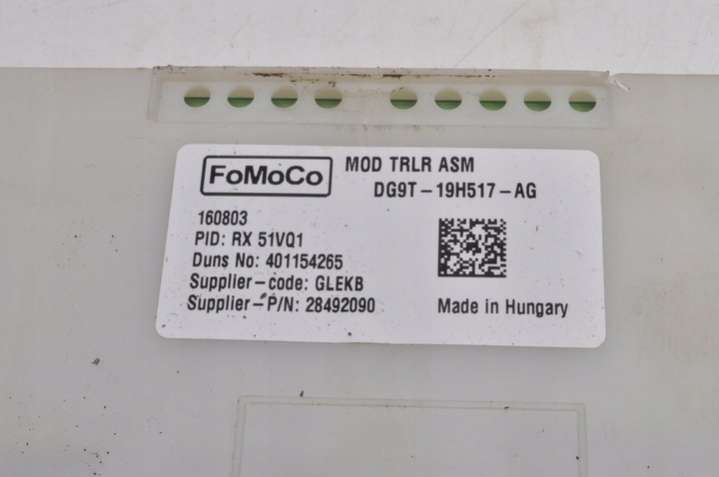 FoMoCo
MOD TRLR ASM
DG9T-19H517-AG
160803
PID: RX 51VQ1
Duns No: 401154265
Supplier-code: GLEKB
Supplier-P/N: 28492090
Made in Hungary